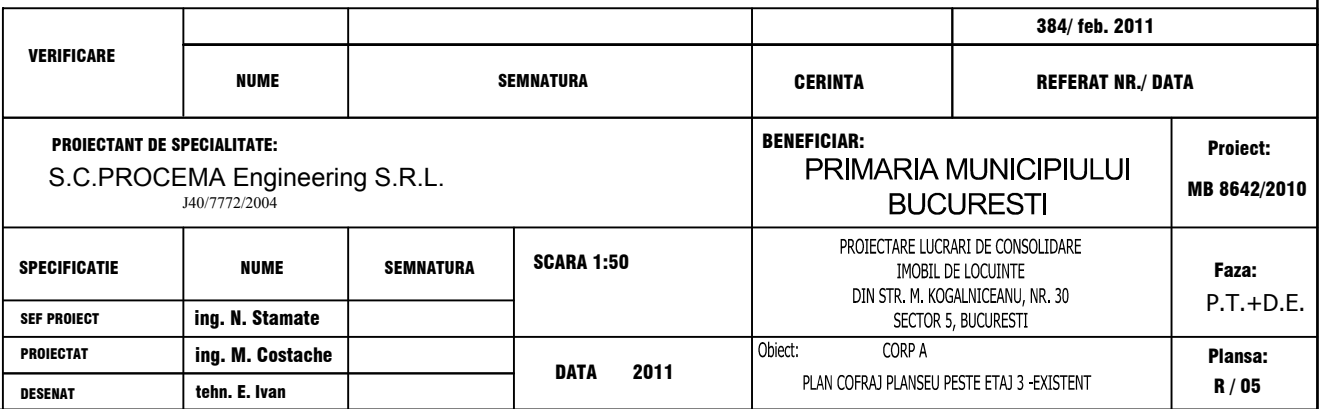 384/ feb. 2011
VERIFICARE
NUME
SEMNATURA
CERINTA
REFERAT NR./ DATA
PROIECTANT DE SPECIALITATE:
S.C.PROCEMA Engineering S.R.L.
J40/7772/2004
BENEFICIAR:
PRIMARIA MUNICIPIULUI
BUCURESTI
Proiect:
MB 8642/2010
SPECIFICATIE
NUME
SEMNATURA
SCARA 1:50
PROIECTARE LUCRARI DE CONSOLIDARE
IMOBIL DE LOCUINTE
DIN STR. M. KOGALNICEANU, NR. 30
SECTOR 5, BUCURESTI
Faza:
P.T.+D.E.
SEF PROIECT
ing. N. Stamate
PROIECTAT
ing. M. Costache
DATA 2011
Obiect: CORP A
PLAN COFRAJ PLANSEU PESTE ETAJ 3 -EXISTENT
Plansa:
R / 05
DESENAT
tehn. E. Ivan